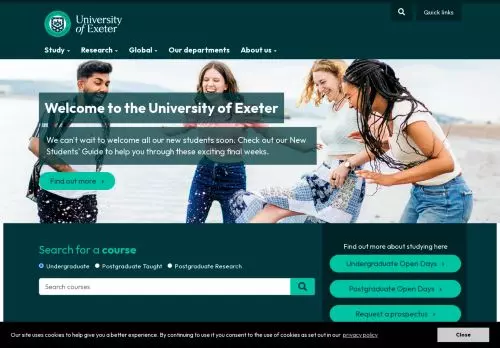 University
of Exeter
Quick links
Study
Research
Global
Our departments
About us
Welcome to the University of Exeter
We can't wait to welcome all our new students soon. Check out our New
Students' Guide to help you through these exciting final weeks.
Find out more ›
Search for a course
Undergraduate
Postgraduate Taught
Postgraduate Research
Search courses
Find out more about studying here
Undergraduate Open Days ›
Postgraduate Open Days ›
Request a prospectus ›
Our site uses cookies to help give you a better experience. By continuing to use it you consent to the use of cookies as set out in our privacy policy
Close